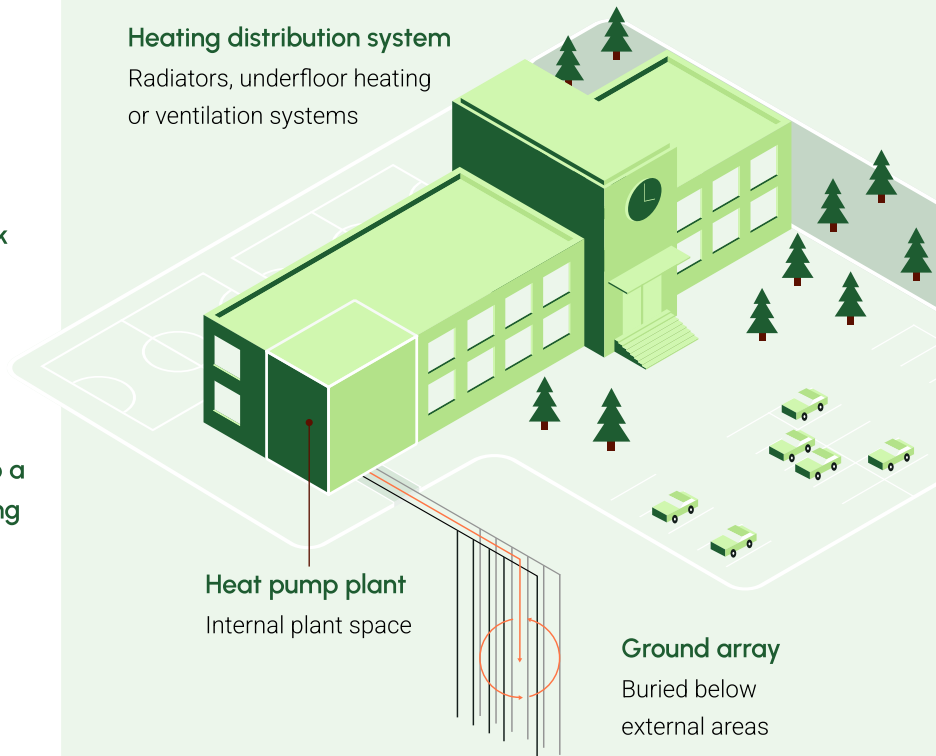 Heating distribution system
Radiators, underfloor heating
or ventilation systems
k
a
ng
Heat pump plant
Internal plant space
Ground array
Buried below
external areas